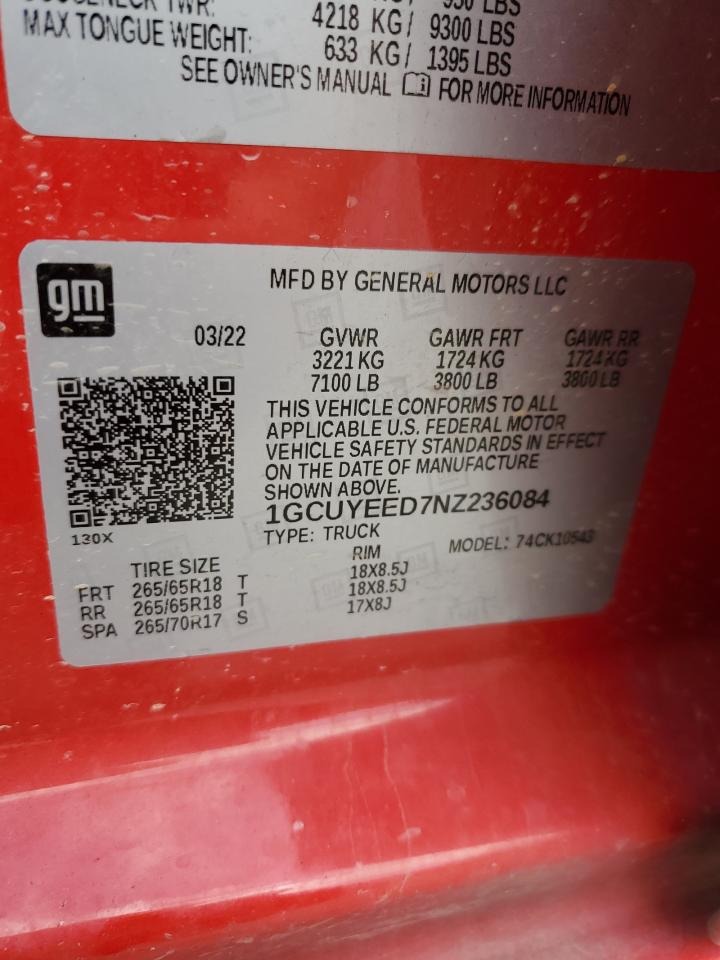 TWR:
950 LBS
4218 KG/ 9300 LBS
MAX TONGUE WEIGHT: 633 KG/ 1395 LBS
SEE OWNER'S MANUAL FOR MORE INFORMATION
gm
MFD BY GENERAL MOTORS LLC
03/22 GVWR GAWR FRT GAWR RR
3221 KG 1724 KG 1724 KG
7100 LB 3800 LB 3800 LB
THIS VEHICLE CONFORMS TO ALL
APPLICABLE U.S. FEDERAL MOTOR
VEHICLE SAFETY STANDARDS IN EFFECT
ON THE DATE OF MANUFACTURE
SHOWN ABOVE.
1GCUYEED7NZ236084
130X
TYPE: TRUCK MODEL: 74CK10543
TIRE SIZE RIM
FRT 265/65R18 T 18X8.5J
RR 265/65R18 T 18X8.5J
SPA 265/70R17 S 17X8J